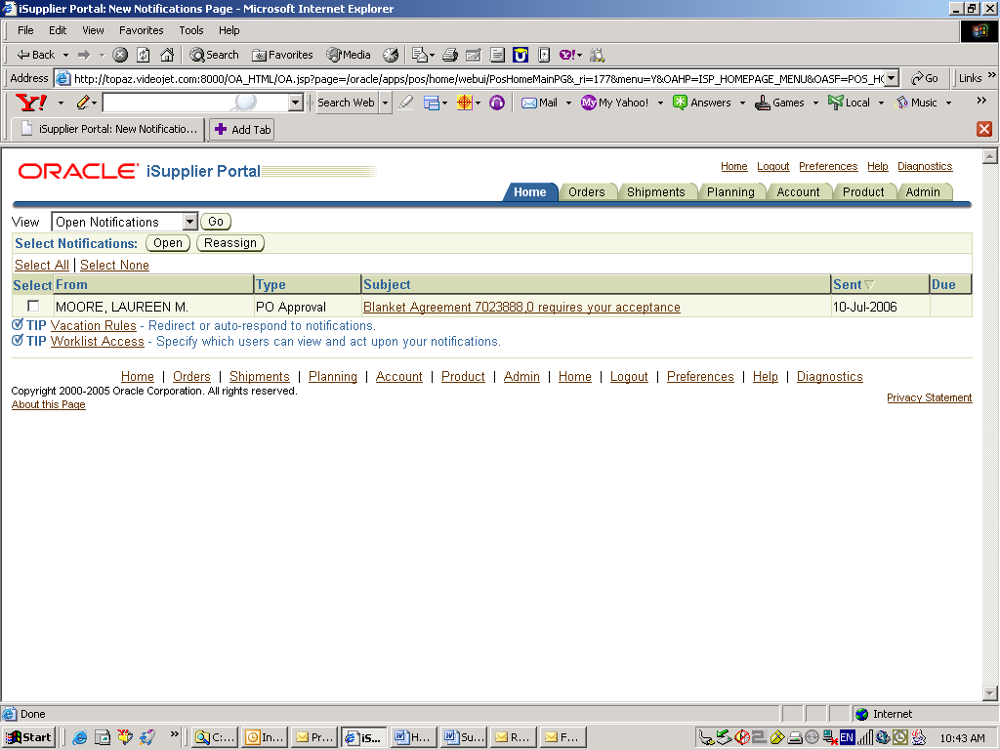 iSupplier Portal: New Notifications Page - Microsoft Internet Explorer
File Edit View Favorites Tools Help
Back Search Favorites Media
Address http://topaz.videojet.com:8000/OA_HTML/OA.jsp?page=/oracle/apps/pos/home/webui/PosHomeMainPG&_ri=177&menu=Y&OAHP=ISP_HOMEPAGE_MENU&OASF=POS_HO Go Links »
Y! Search Web Mail My Yahoo! Answers Games Local Music »
iSupplier Portal: New Notificatio... Add Tab
ORACLE iSupplier Portal
Home Logout Preferences Help Diagnostics
Home Orders Shipments Planning Account Product Admin
View Open Notifications Go
Select Notifications: Open Reassign
Select All | Select None
Select From Type Subject Sent Due
MOORE, LAUREEN M. PO Approval Blanket Agreement 7023888,0 requires your acceptance 10-Jul-2006
TIP Vacation Rules - Redirect or auto-respond to notifications.
TIP Worklist Access - Specify which users can view and act upon your notifications.
Home | Orders | Shipments | Planning | Account | Product | Admin | Home | Logout | Preferences | Help | Diagnostics
Copyright 2000-2005 Oracle Corporation. All rights reserved.
About this Page
Privacy Statement
Done Internet
Start » C:... In... Pr... iS... H... Su... R... F... EN 10:43 AM